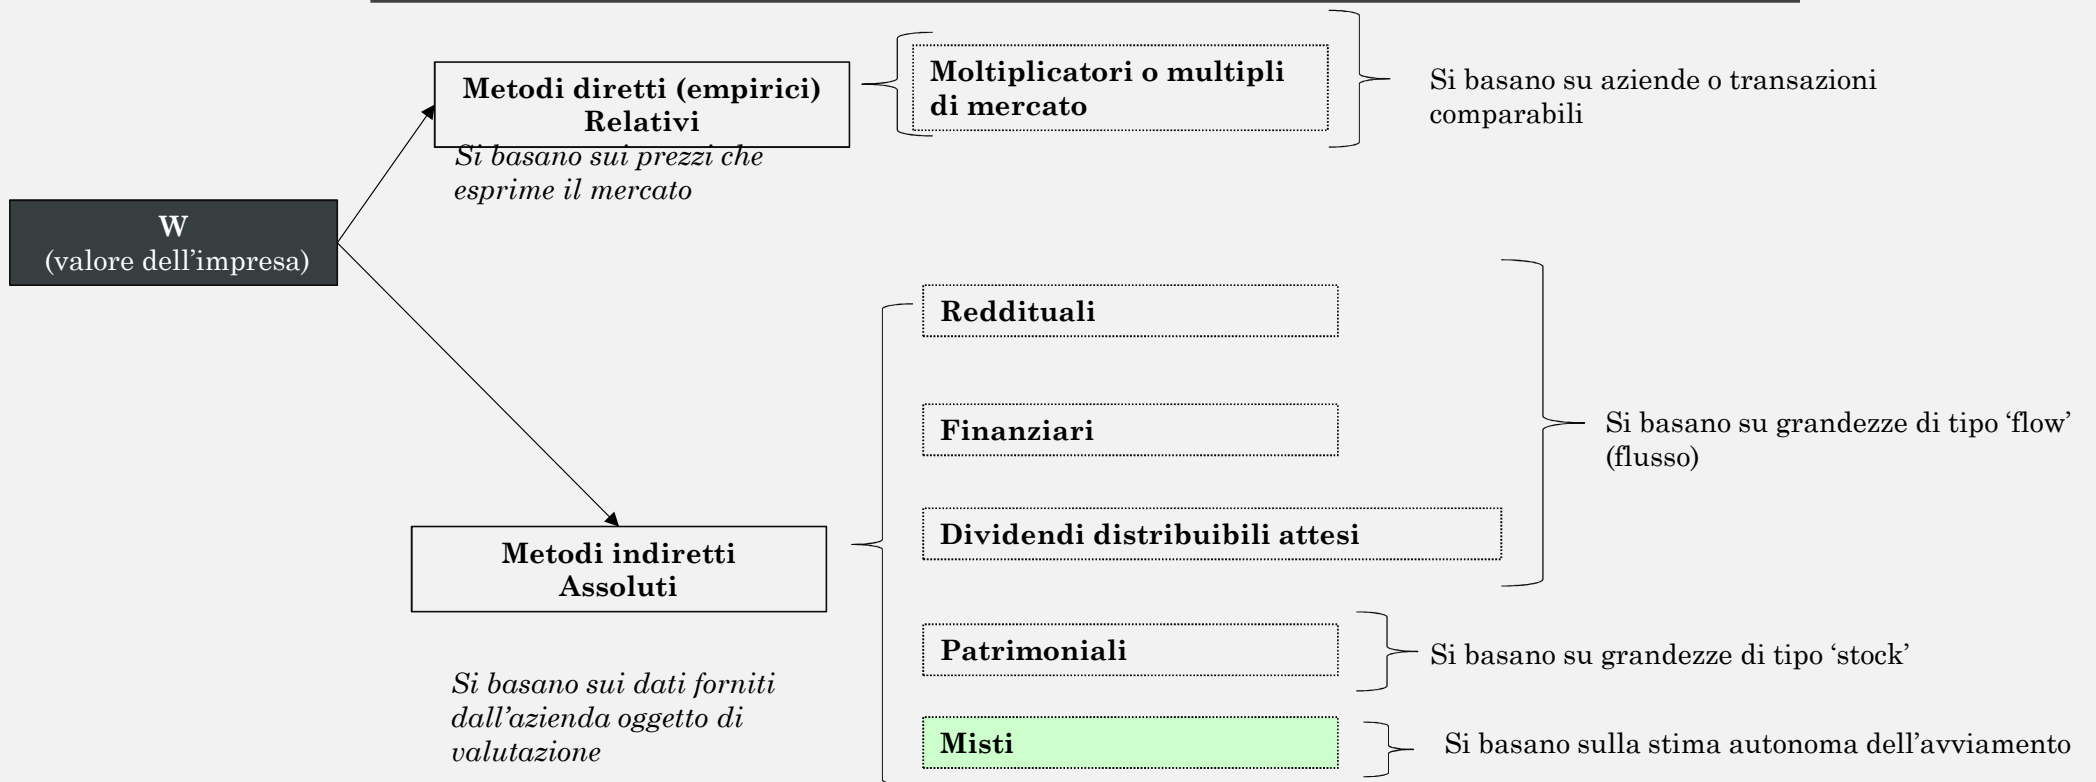 Metodi diretti (empirici)
Relativi
Si basano sui prezzi che
esprime il mercato
Moltiplicatori o multipli
di mercato
Si basano su aziende o transazioni
comparabili
W
(valore dell’impresa)
Metodi indiretti
Assoluti
Si basano sui dati forniti
dall’azienda oggetto di
valutazione
Reddituali
Finanziari
Dividendi distribuibili attesi
Si basano su grandezze di tipo ‘flow’
(flusso)
Patrimoniali
Si basano su grandezze di tipo ‘stock’
Misti
Si basano sulla stima autonoma dell’avviamento